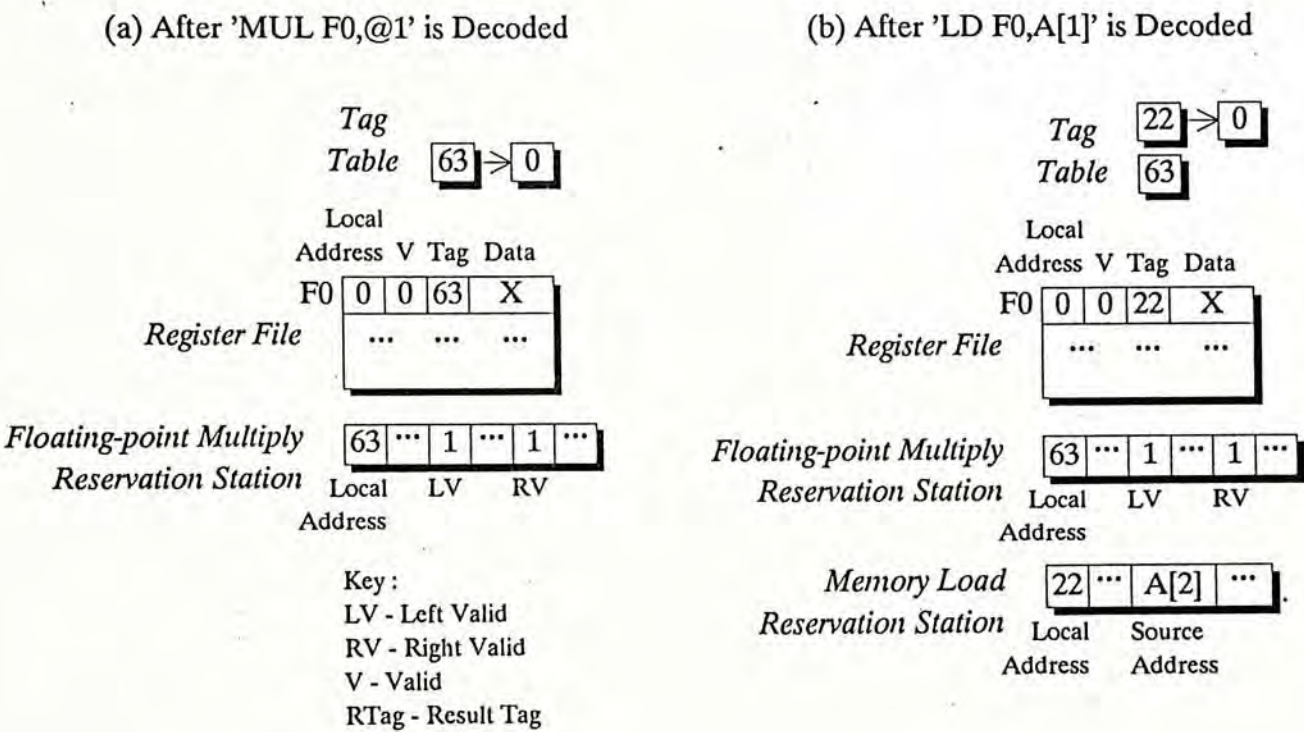 (a) After 'MUL F0,@1' is Decoded
Tag
Table 63 0
Local
Address V Tag Data
F0 0 0 63 X
Register File ... ... ...
Floating-point Multiply 63 ... 1 ... 1 ...
Reservation Station Local LV RV
Address
Key :
LV - Left Valid
RV - Right Valid
V - Valid
RTag - Result Tag
(b) After 'LD F0,A[1]' is Decoded
Tag 22 0
Table 63
Local
Address V Tag Data
F0 0 0 22 X
Register File ... ... ...
Floating-point Multiply 63 ... 1 ... 1 ...
Reservation Station Local LV RV
Address
Memory Load 22 ... A[2] ...
Reservation Station Local Source
Address Address